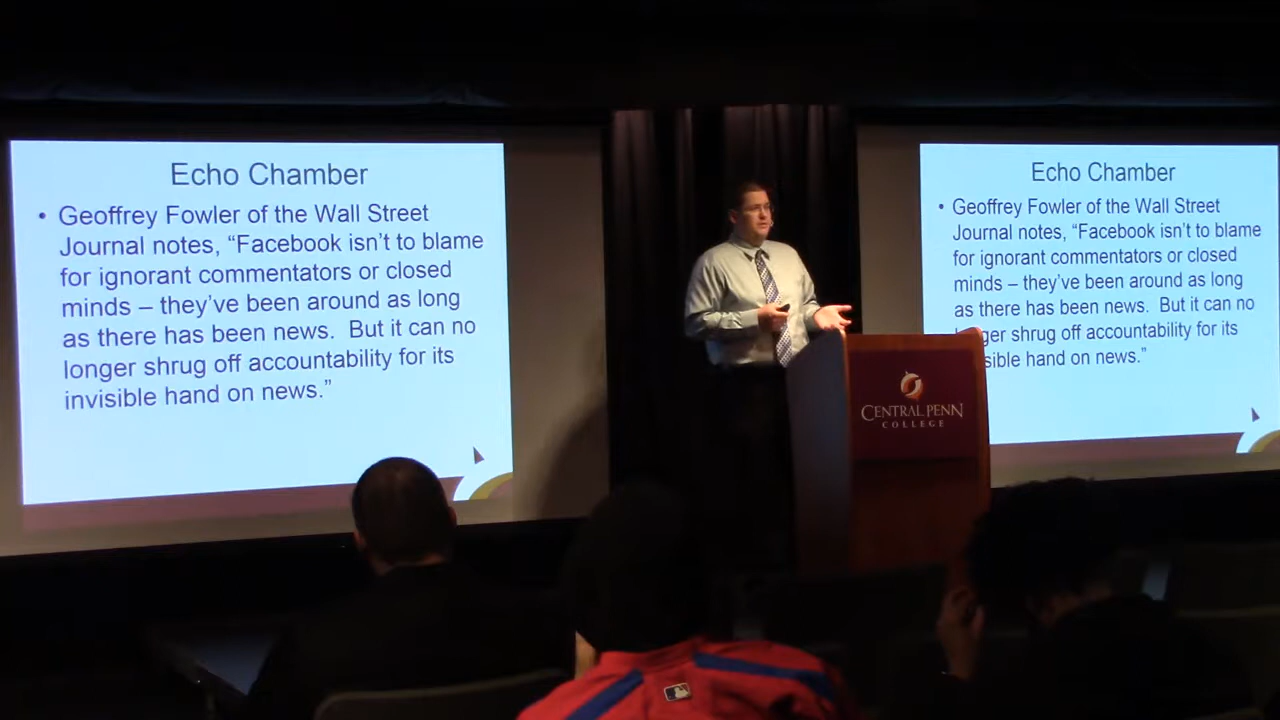 Echo Chamber
• Geoffrey Fowler of the Wall Street
Journal notes, “Facebook isn’t to blame
for ignorant commentators or closed
minds – they’ve been around as long
as there has been news.  But it can no
longer shrug off accountability for its
invisible hand on news.”
Echo Chamber
• Geoffrey Fowler of the Wall Street
Journal notes, “Facebook isn’t to blame
for ignorant commentators or closed
minds – they’ve been around as long
as there has been news.  But it can no
ger shrug off accountability for its
sible hand on news.”
CENTRAL PENN
COLLEGE